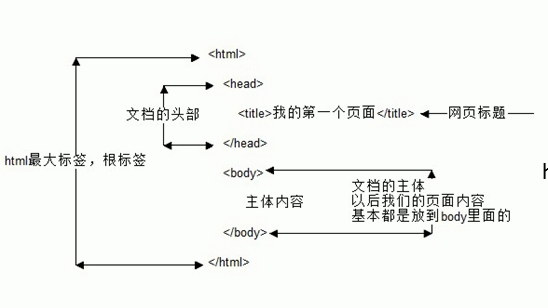 <html>
<head>
文档的头部
<title>我的第一个页面</title>
网页标题
</head>
html最大标签，根标签
<body>
文档的主体
以后我们的页面内容
基本都是放到body里面的
主体内容
</body>
</html>